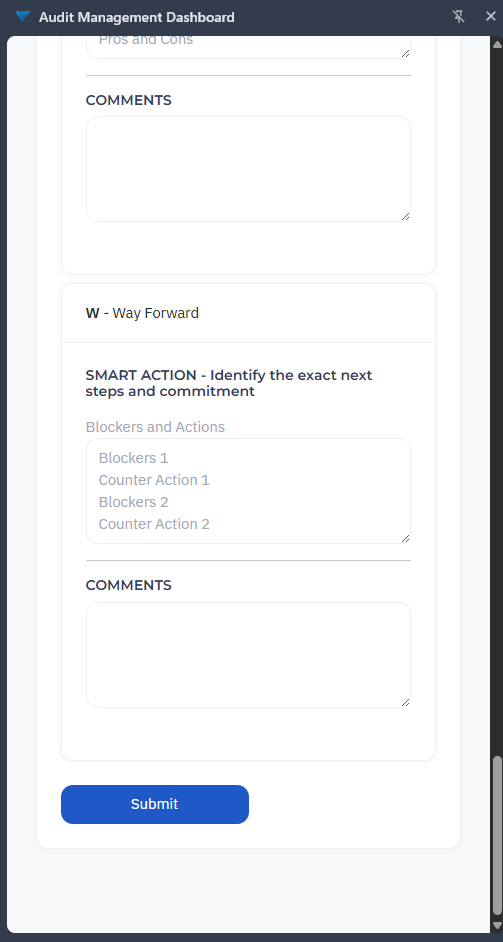 Audit Management Dashboard
Pros and Cons
COMMENTS
W - Way Forward
SMART ACTION - Identify the exact next
steps and commitment
Blockers and Actions
Blockers 1
Counter Action 1
Blockers 2
Counter Action 2
COMMENTS
Submit